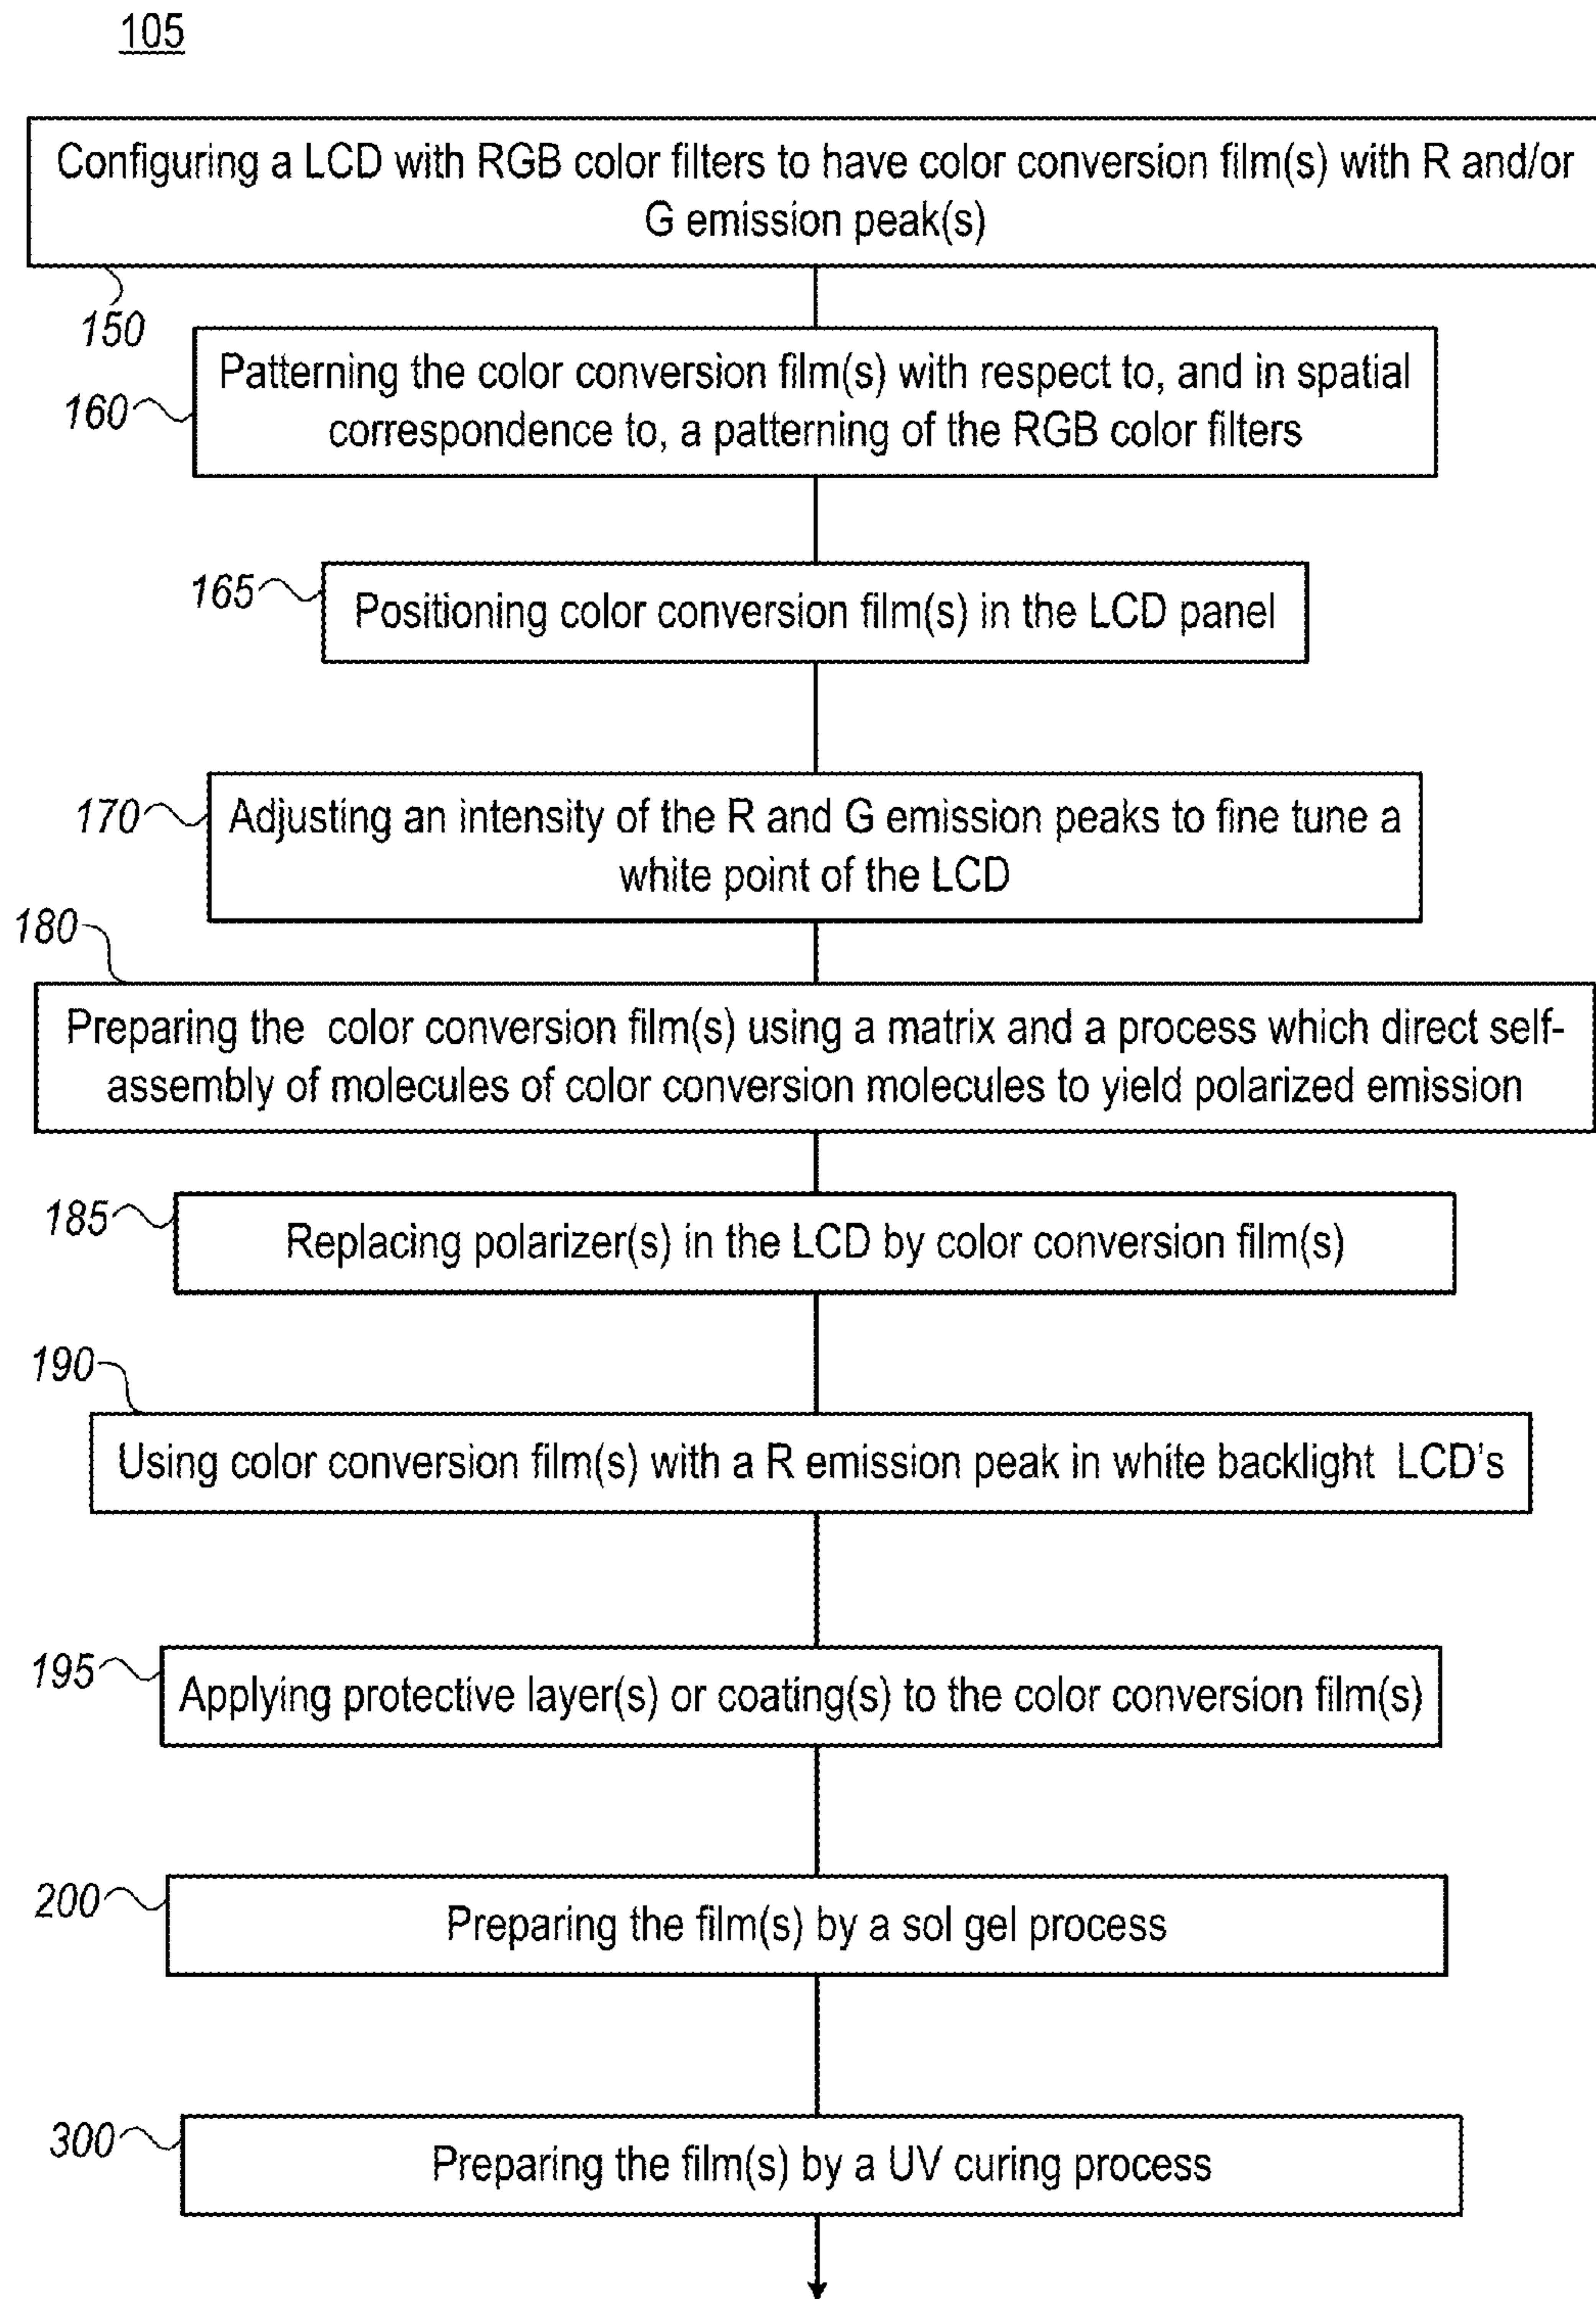 105
Configuring a LCD with RGB color filters to have color conversion film(s) with R and/or
G emission peak(s)
150
Patterning the color conversion film(s) with respect to, and in spatial
correspondence to, a patterning of the RGB color filters
160
165
Positioning color conversion film(s) in the LCD panel
170
Adjusting an intensity of the R and G emission peaks to fine tune a
white point of the LCD
180
Preparing the color conversion film(s) using a matrix and a process which direct self-
assembly of molecules of color conversion molecules to yield polarized emission
185
Replacing polarizer(s) in the LCD by color conversion film(s)
190
Using color conversion film(s) with a R emission peak in white backlight LCD's
195
Applying protective layer(s) or coating(s) to the color conversion film(s)
200
Preparing the film(s) by a sol gel process
300
Preparing the film(s) by a UV curing process